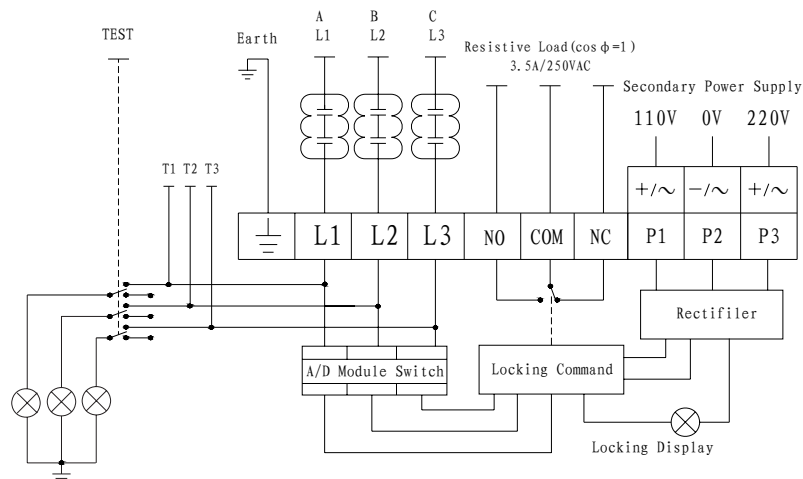 A B C
TEST Earth L1 L2 L3
Resistive Load(cosφ=1)
3.5A/250VAC
Secondary Power Supply
110V 0V 220V
T1 T2 T3
+/~ -/~ +/~
L1 L2 L3 NO COM NC P1 P2 P3
Rectifiler
A/D Module Switch
Locking Command
Locking Display